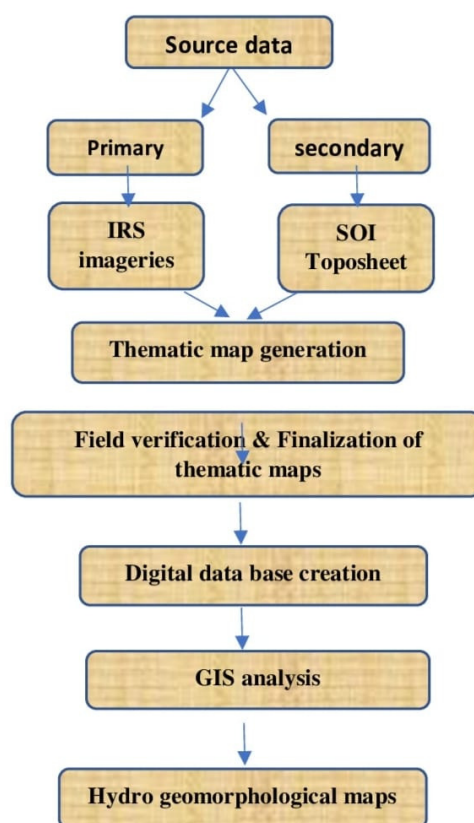 Source data
Primary
secondary
IRS
imageries
SOI
Toposheet
Thematic map generation
Field verification & Finalization of
thematic maps
Digital data base creation
GIS analysis
Hydro geomorphological maps